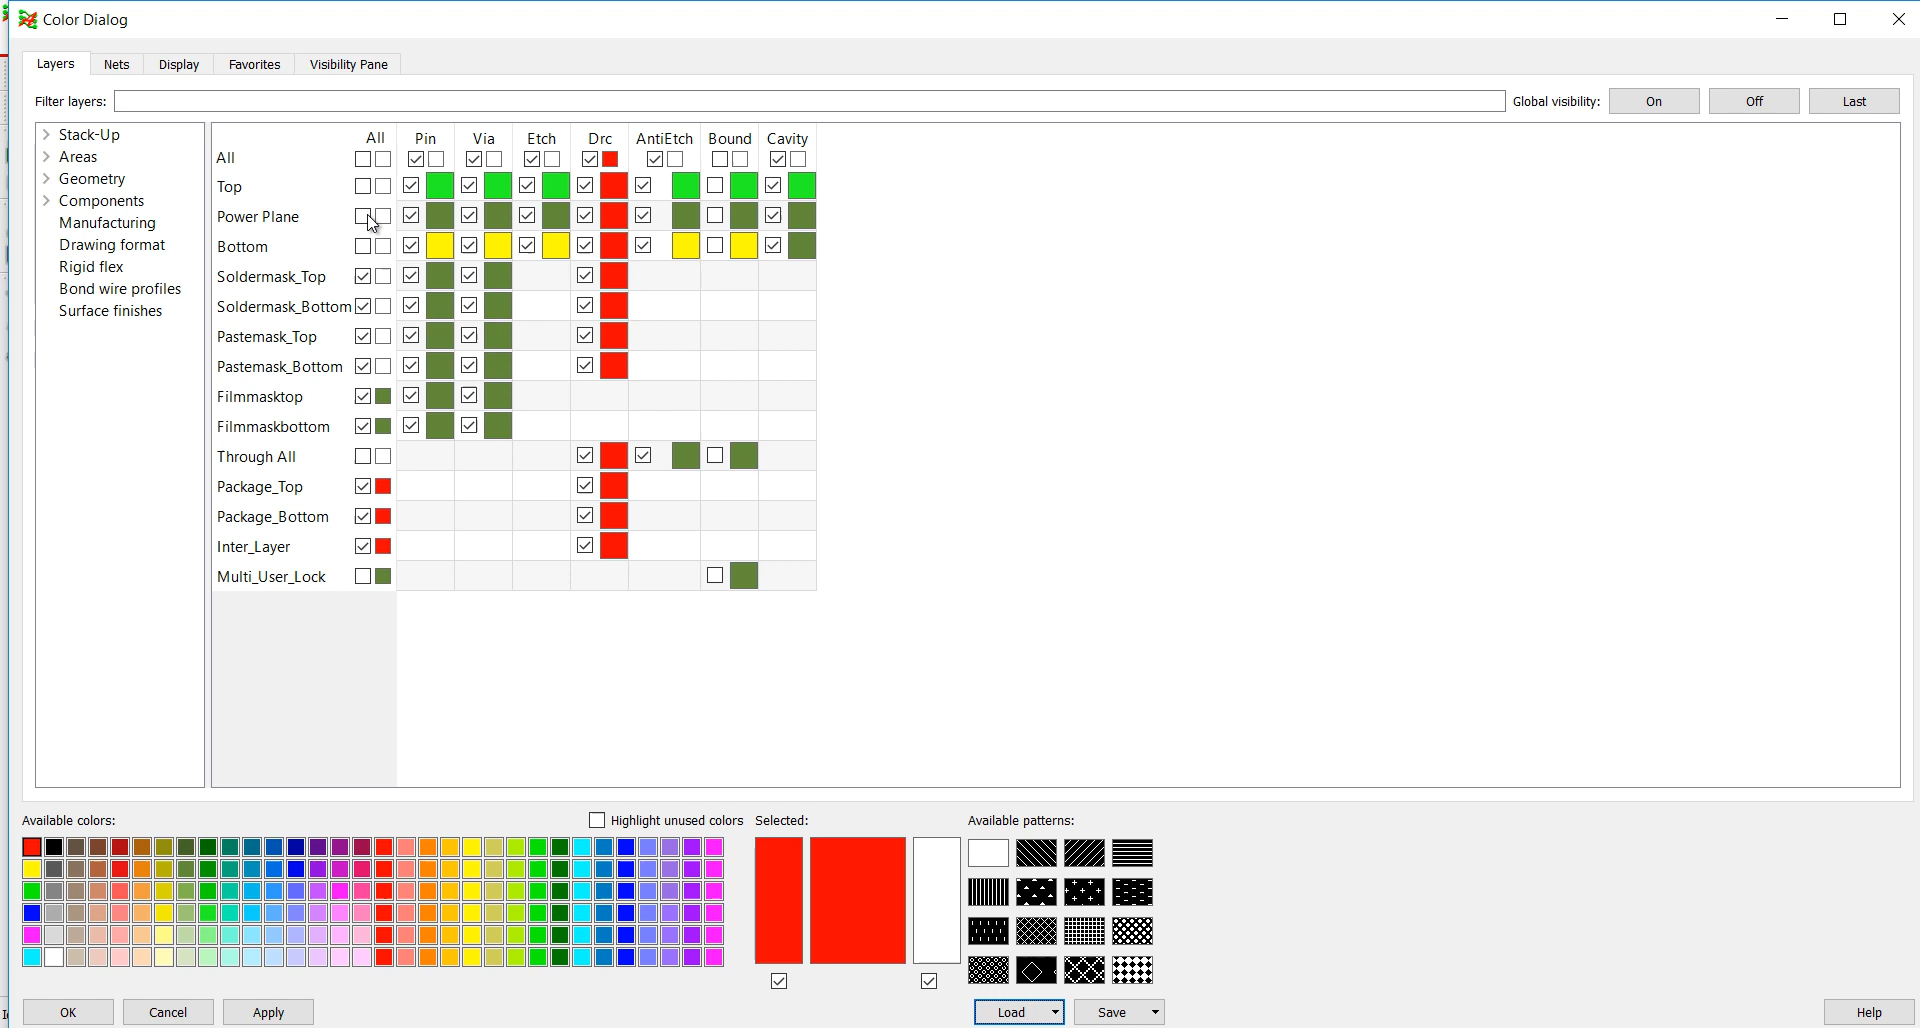 Color Dialog
Layers Nets Display Favorites Visibility Pane
Filter layers: Global visibility: On Off Last
Stack-Up
Areas
Geometry
Components
Manufacturing
Drawing format
Rigid flex
Bond wire profiles
Surface finishes
All Pin Via Etch Drc AntiEtch Bound Cavity
All
Top
Power Plane
Bottom
Soldermask_Top
Soldermask_Bottom
Pastemask_Top
Pastemask_Bottom
Filmmasktop
Filmmaskbottom
Through All
Package_Top
Package_Bottom
Inter_Layer
Multi_User_Lock
Available colors: Highlight unused colors Selected: Available patterns:
OK Cancel Apply Load Save Help